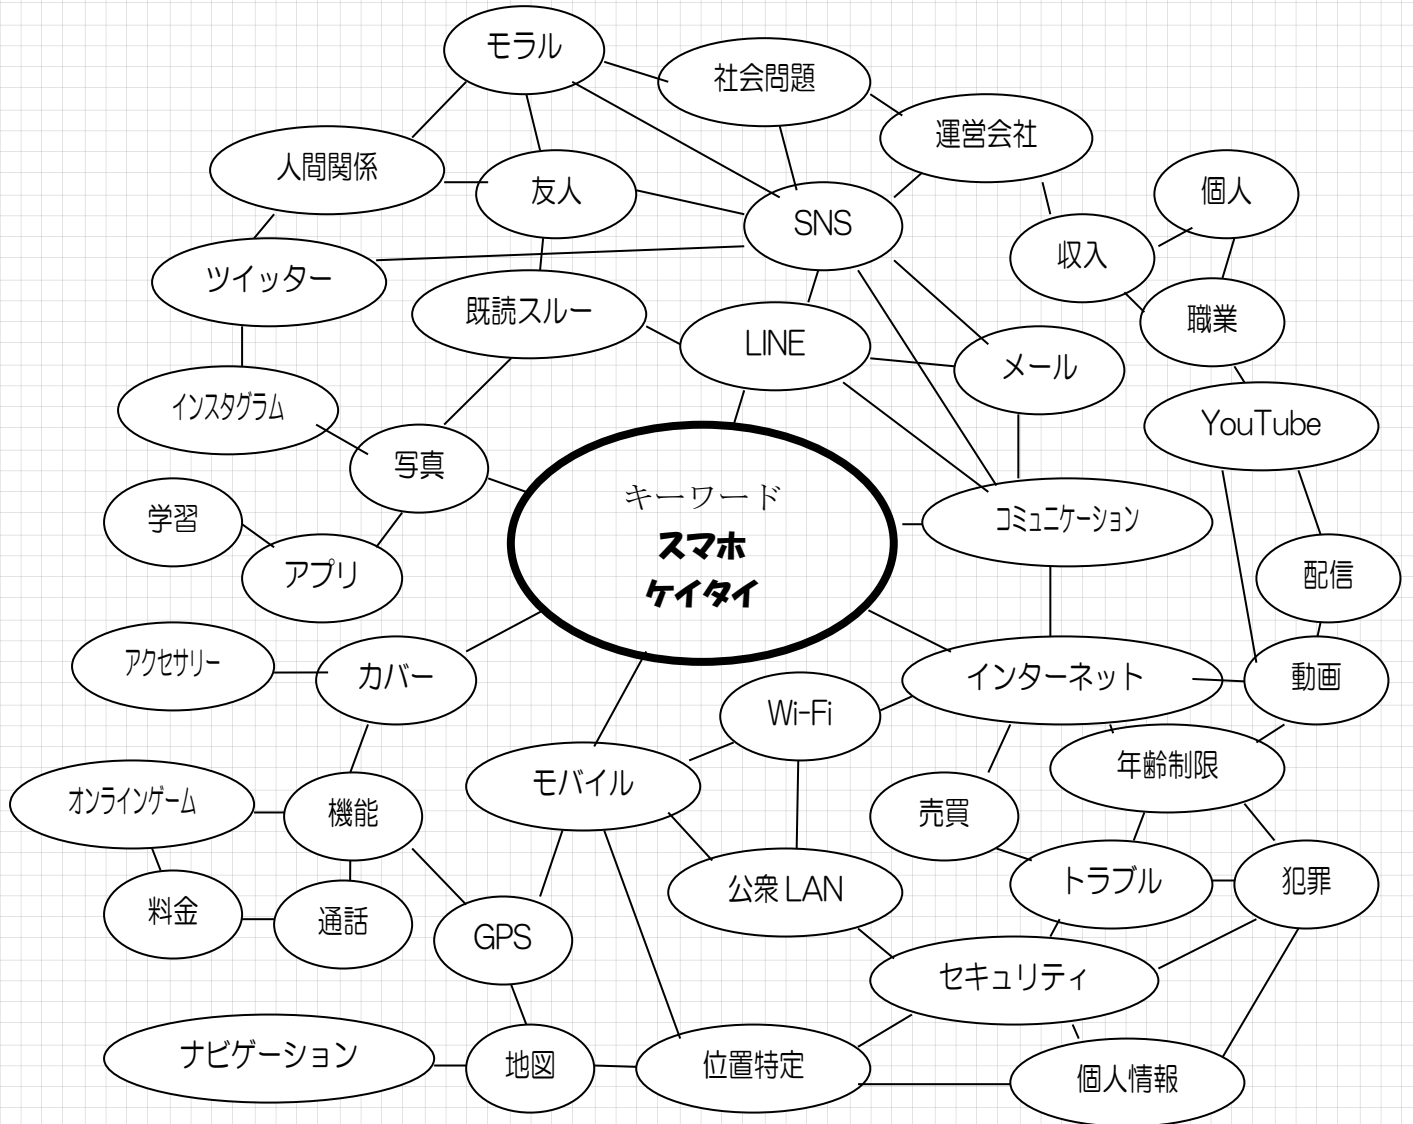 モラル
社会問題
運営会社
人間関係
友人
個人
SNS
収入
ツイッター
既読スルー
LINE
職業
メール
インスタグラム
YouTube
写真
キーワード
スマホ
ケイタイ
学習
コミュニケーション
アプリ
配信
アクセサリー
カバー
インターネット
動画
Wi-Fi
モバイル
年齢制限
オンラインゲーム
機能
売買
公衆 LAN
トラブル
犯罪
料金
通話
GPS
セキュリティ
ナビゲーション
地図
位置特定
個人情報